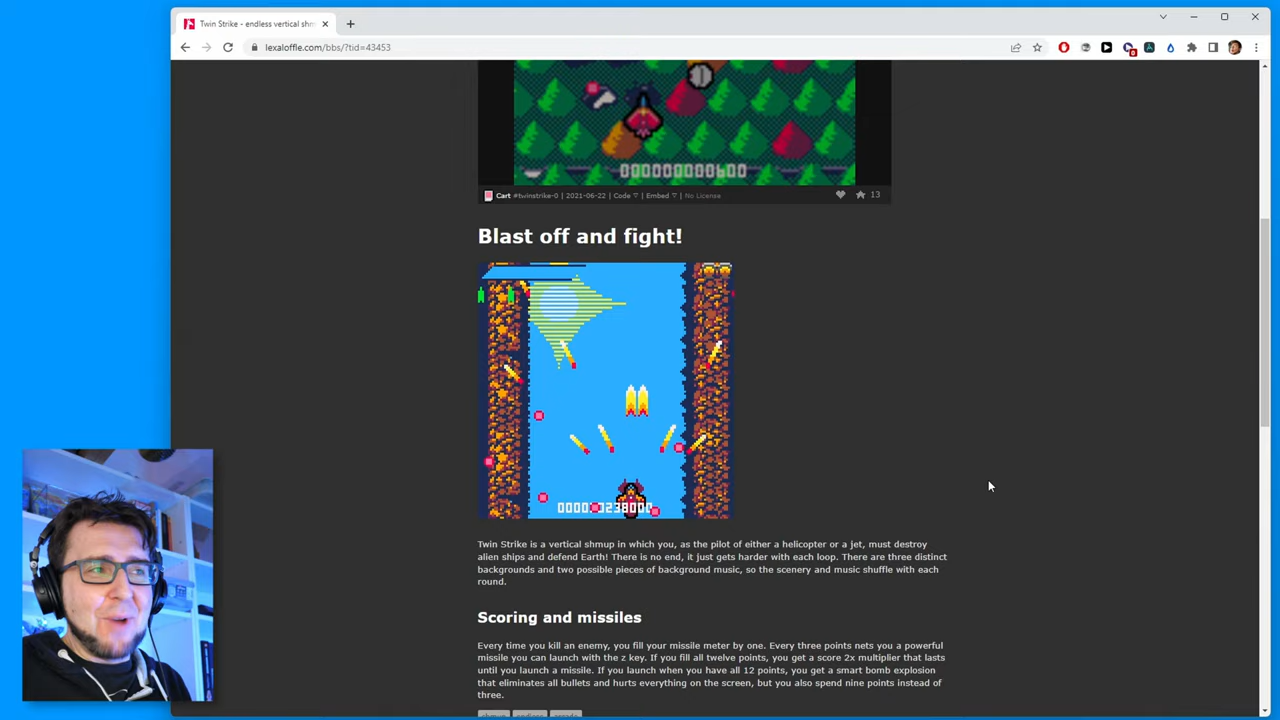 Twin Strike - endless vertical shm
lexaloffle.com/bbs/?tid=43453
000000000600
Cart #twinstrike-0 | 2021-06-22 | Code ▽ | Embed ▽ | No License
13
Blast off and fight!
Twin Strike is a vertical shmup in which you, as the pilot of either a helicopter or a jet, must destroy
alien ships and defend Earth! There is no end, it just gets harder with each loop. There are three distinct
backgrounds and two possible pieces of background music, so the scenery and music shuffle with each
round.
Scoring and missiles
Every time you kill an enemy, you fill your missile meter by one. Every three points nets you a powerful
missile you can launch with the z key. If you fill all twelve points, you get a score 2x multiplier that lasts
until you launch a missile. If you launch when you have all 12 points, you get a smart bomb explosion
that eliminates all bullets and hurts everything on the screen, but you also spend nine points instead of
three.